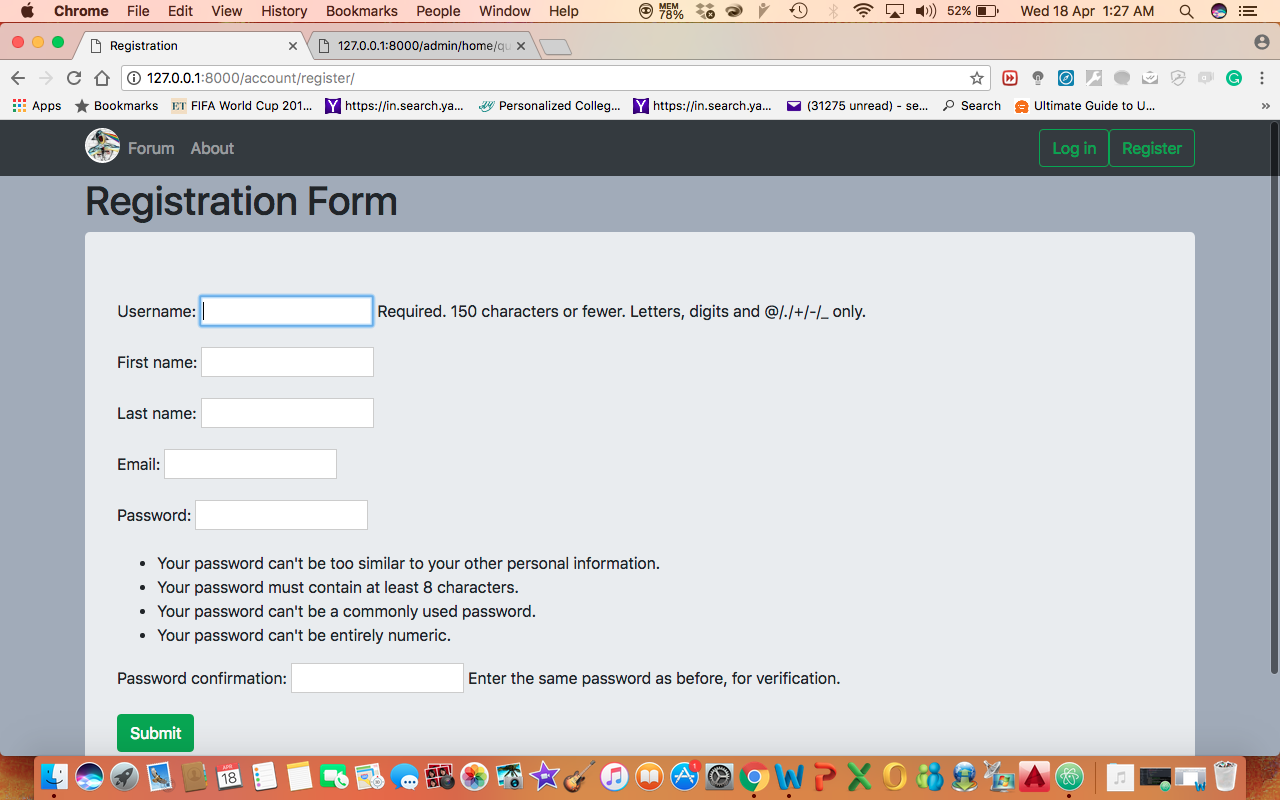 Chrome File Edit View History Bookmarks People Window Help MEM 78% 52% Wed 18 Apr 1:27 AM
Registration 127.0.0.1:8000/admin/home/qu
127.0.0.1:8000/account/register/
Apps Bookmarks ET FIFA World Cup 201... https://in.search.ya... Personalized Colleg... https://in.search.ya... (31275 unread) - se... Search Ultimate Guide to U... »
Forum About Log in Register
Registration Form
Username: Required. 150 characters or fewer. Letters, digits and @/./+/-/_ only.
First name:
Last name:
Email:
Password:
• Your password can't be too similar to your other personal information.
• Your password must contain at least 8 characters.
• Your password can't be a commonly used password.
• Your password can't be entirely numeric.
Password confirmation: Enter the same password as before, for verification.
Submit
APR 18 1